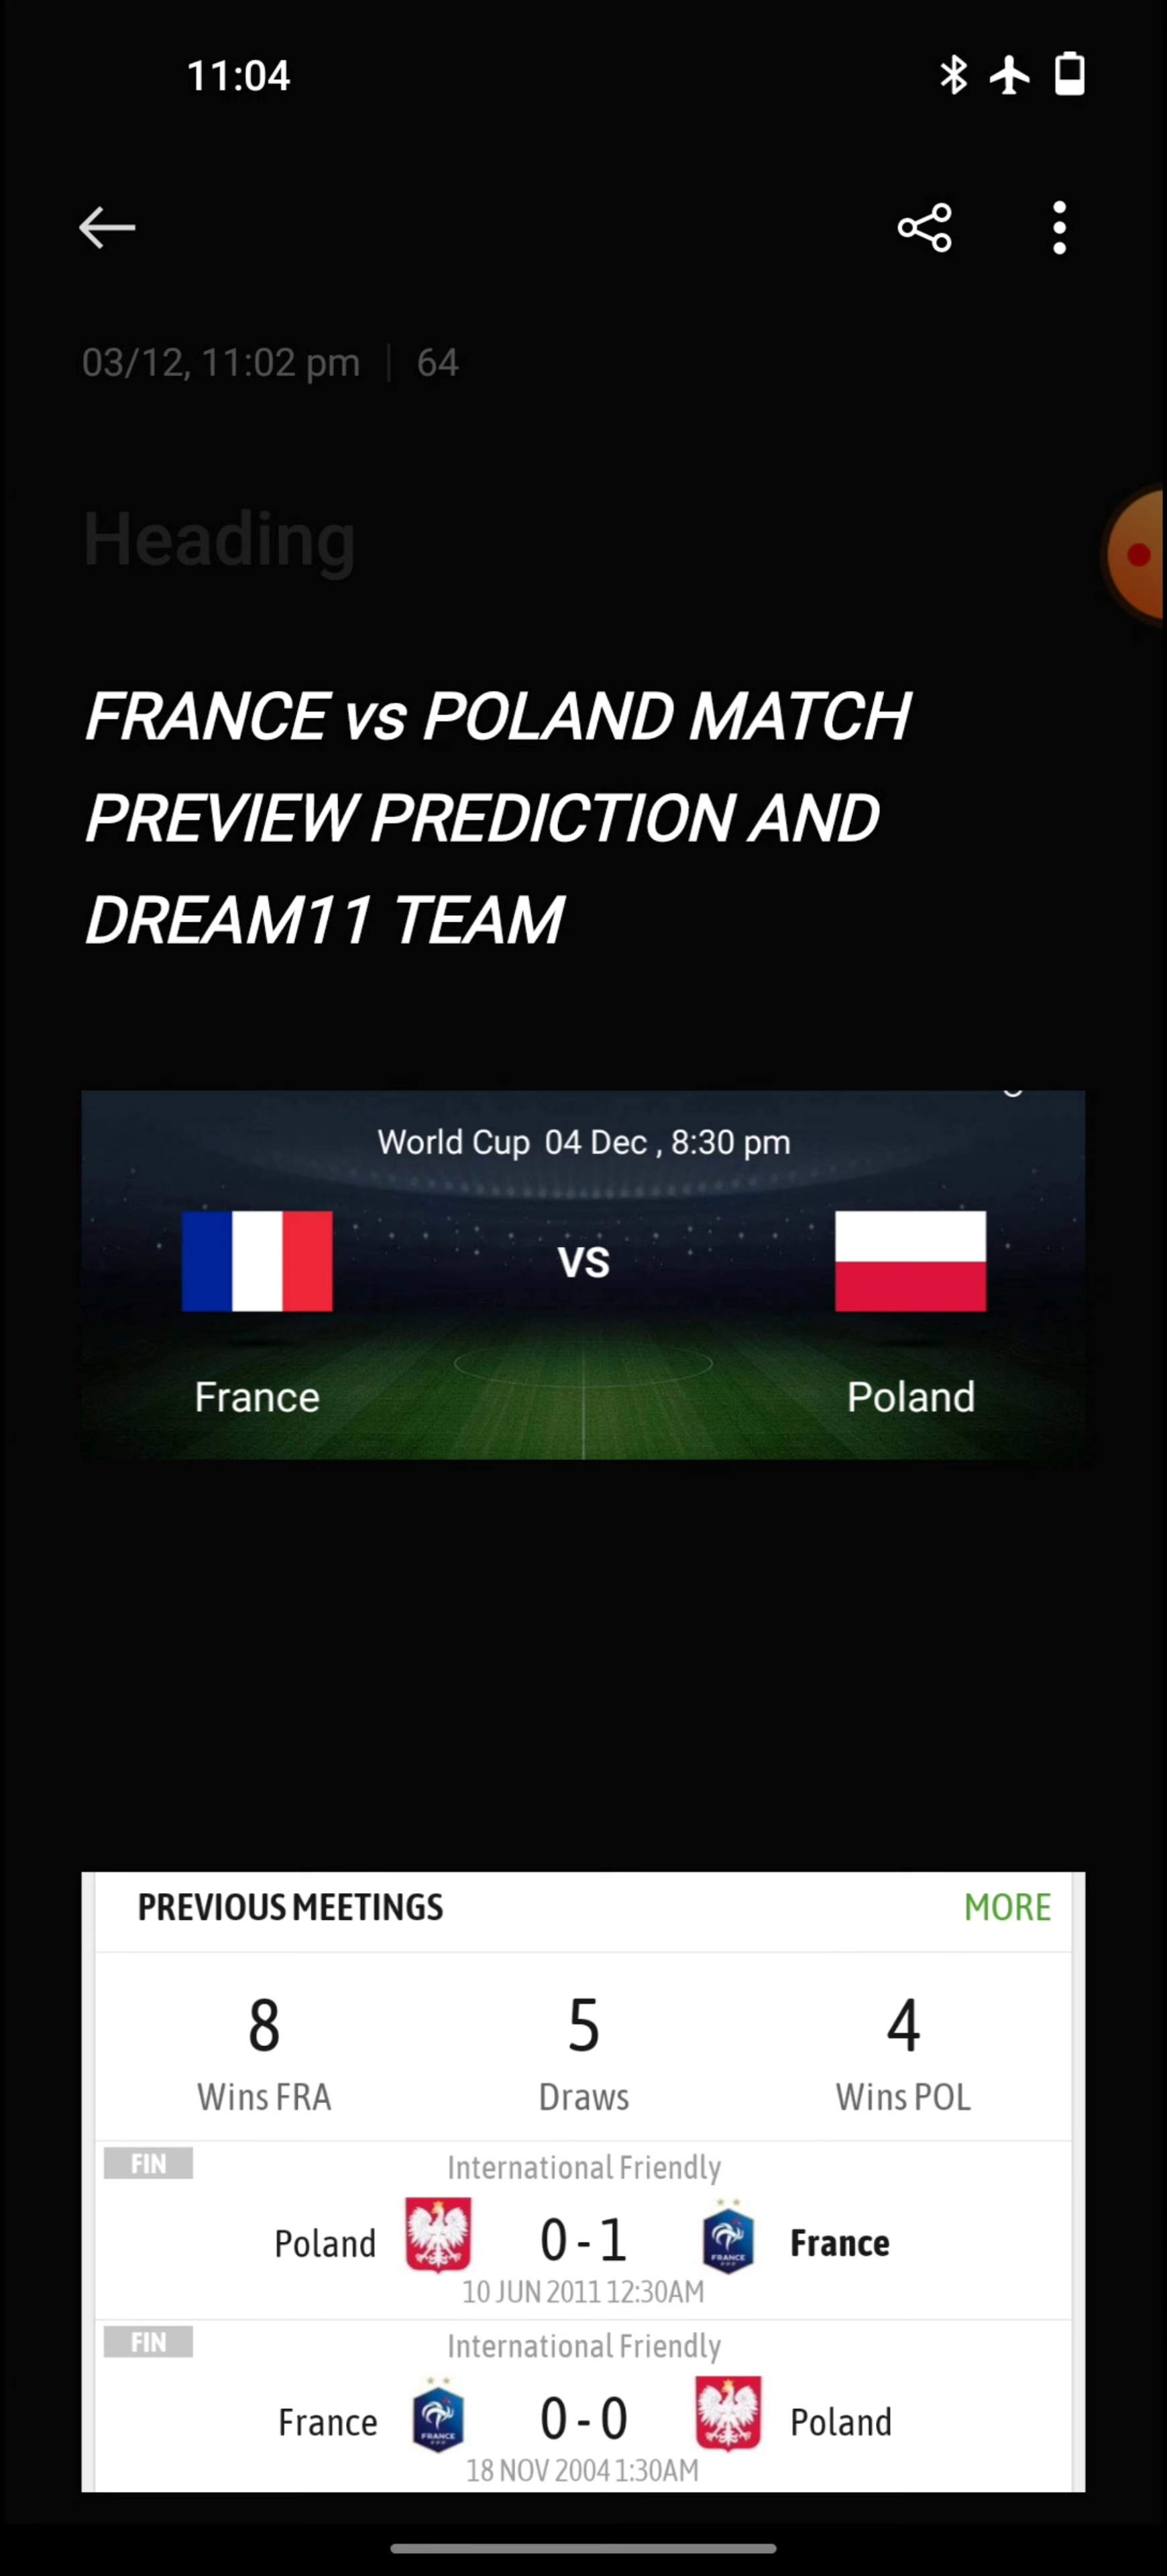 11:04
03/12, 11:02 pm | 64
Heading
FRANCE vs POLAND MATCH
PREVIEW PREDICTION AND
DREAM11 TEAM
World Cup 04 Dec , 8:30 pm
VS
France Poland
PREVIOUS MEETINGS MORE
8 5 4
Wins FRA Draws Wins POL
FIN International Friendly
Poland 0 - 1 FRANCE France
10 JUN 2011 12:30AM
FIN International Friendly
France FRANCE 0 - 0 Poland
18 NOV 2004 1:30AM